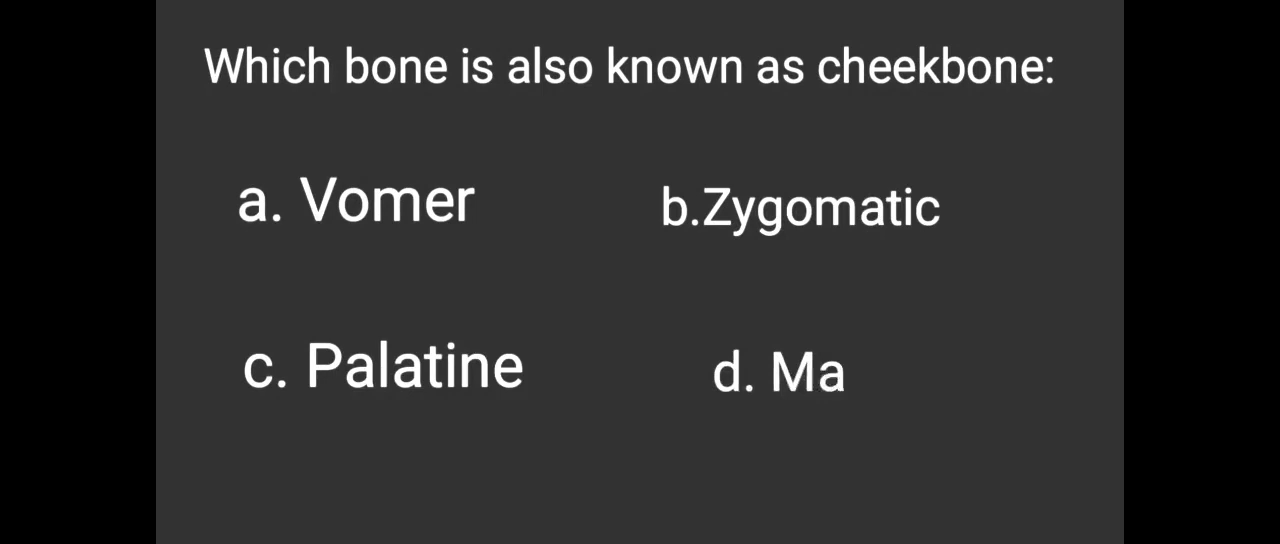 Which bone is also known as cheekbone:
a. Vomer b.Zygomatic
c. Palatine d. Ma